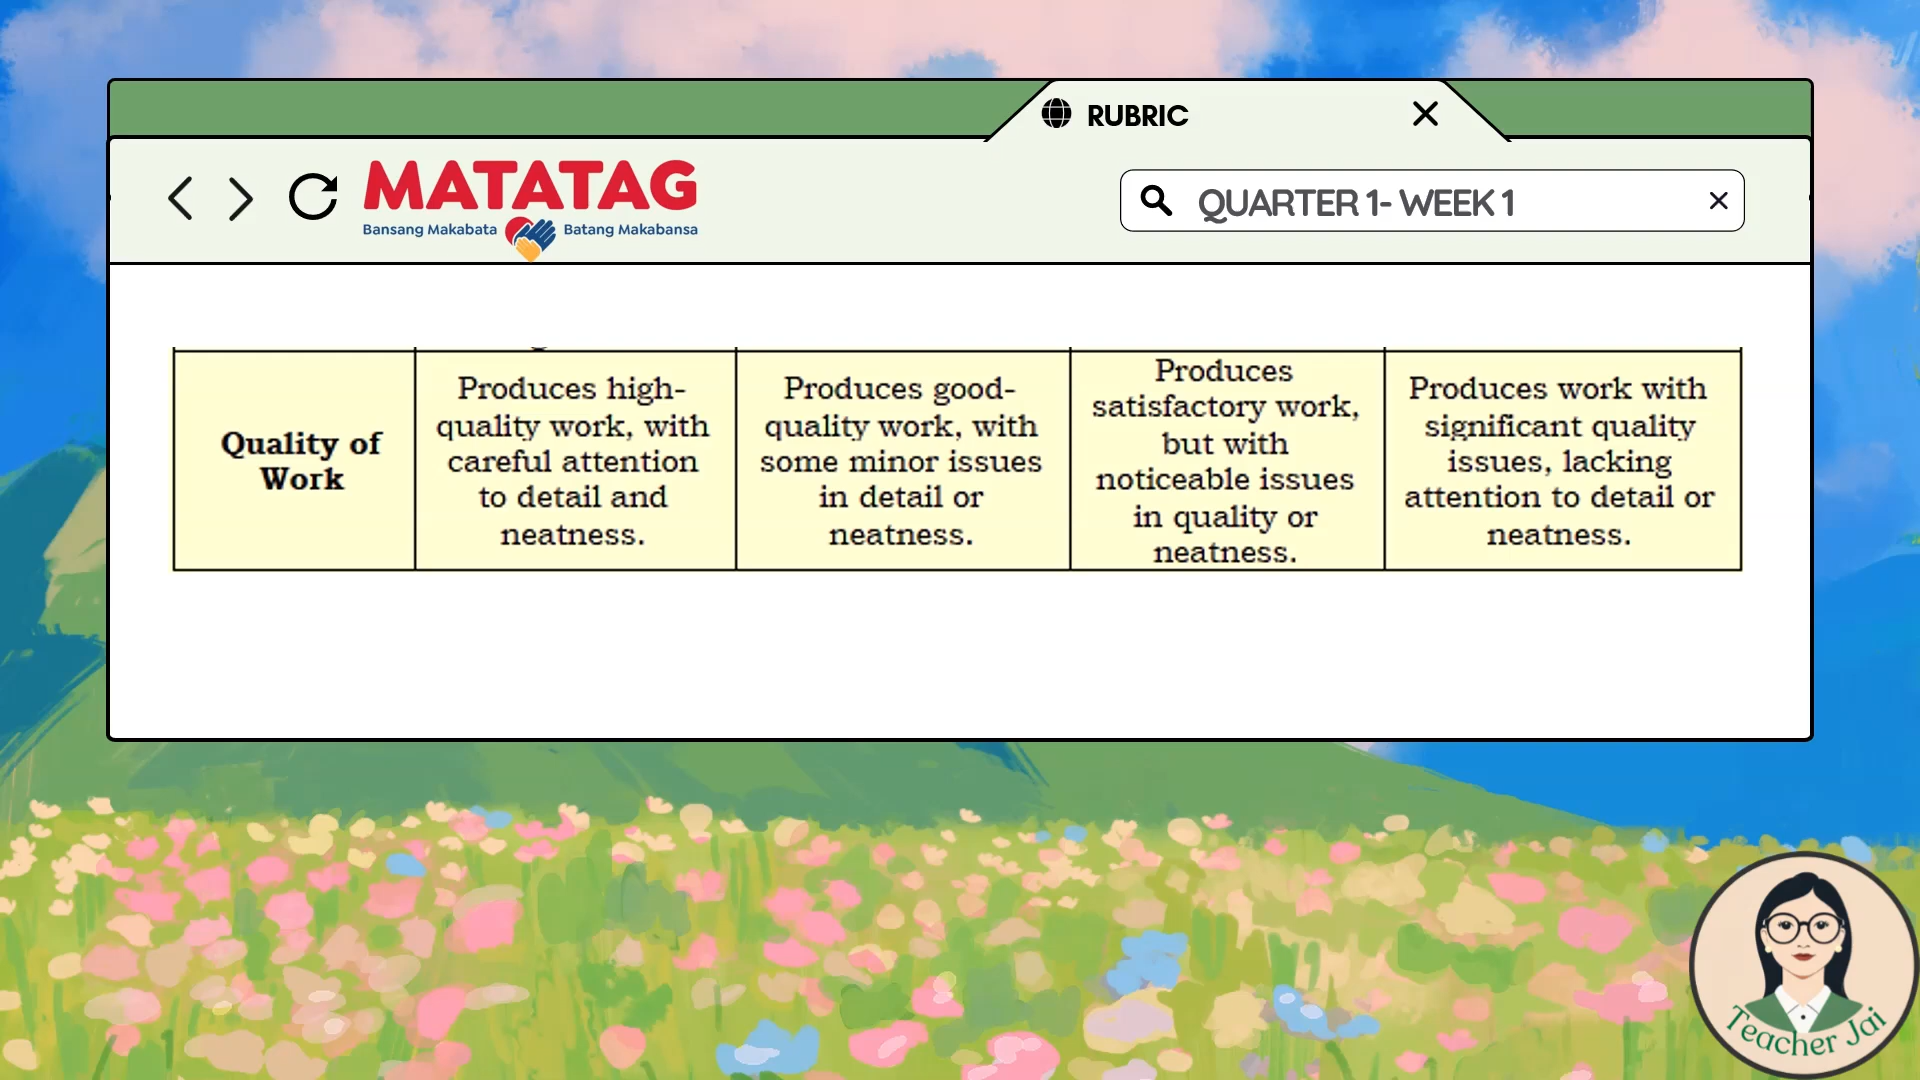 RUBRIC
MATATAG
Bansang Makabata Batang Makabansa
QUARTER 1- WEEK 1
Quality of
Work
Produces high-
quality work, with
careful attention
to detail and
neatness.
Produces good-
quality work, with
some minor issues
in detail or
neatness.
Produces
satisfactory work,
but with
noticeable issues
in quality or
neatness.
Produces work with
significant quality
issues, lacking
attention to detail or
neatness.
Teacher Jai